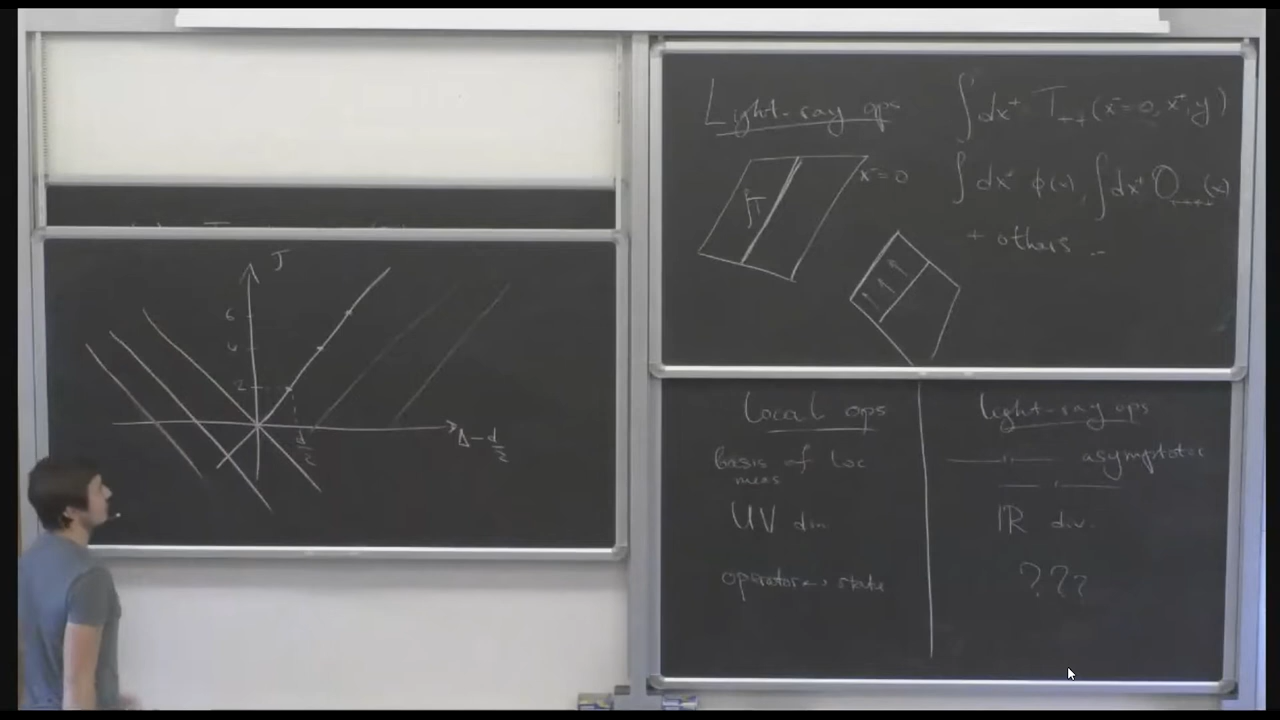 J
6
4
2
d/2
Δ - d/2
Light-ray ops
∫ dx⁺ T₊₊ (x⁻=0, x⁺, y)
x⁻=0
∫T
∫ dx⁺ φ(x), ∫ dx⁺ O₊₊₊₊(x)
+ others ...
Local ops
basis of loc
meas
UV div.
operator ↔ state
light-ray ops
asymptotic
IR div.
???